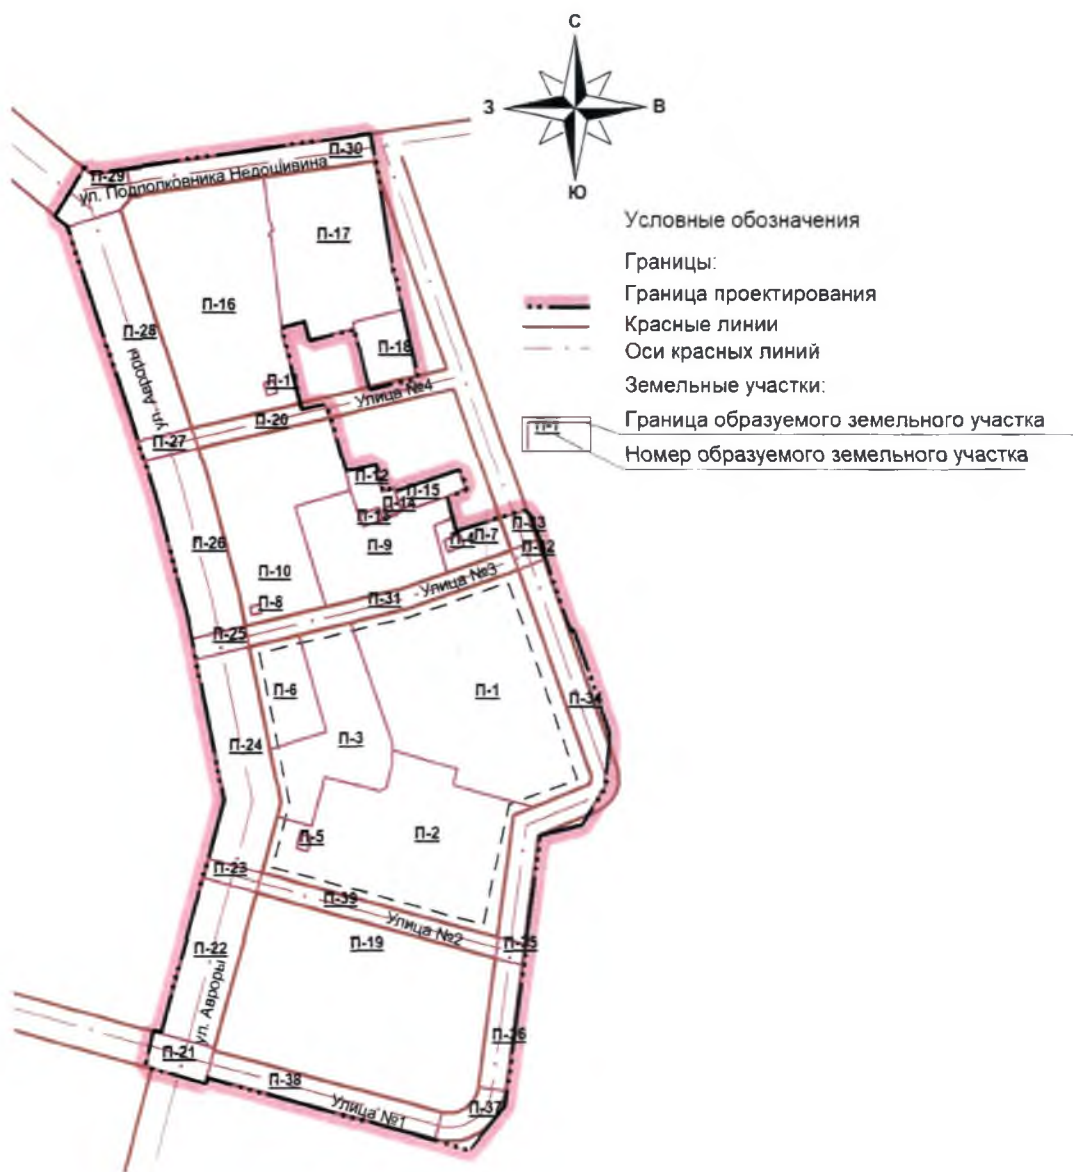 С
З
В
Ю
Условные обозначения
Границы:
Граница проектирования
Красные линии
Оси красных линий
Земельные участки:
Граница образуемого земельного участка
Номер образуемого земельного участка
П-30
П-29
ул. Подполковника Недошивина
П-17
П-16
П-28
ул. Авроры
П-18
Улица №4
П-20
П-27
П-12
П-15
П-14
П-13
П-33
П-7
П-32
П-9
П-26
П-10
Улица №3
П-31
П-8
П-25
П-6
П-1
П-34
П-3
П-24
П-5
П-2
П-23
П-39
Улица №2
П-19
П-35
П-22
ул. Авроры
П-36
П-21
П-38
Улица №1
П-37